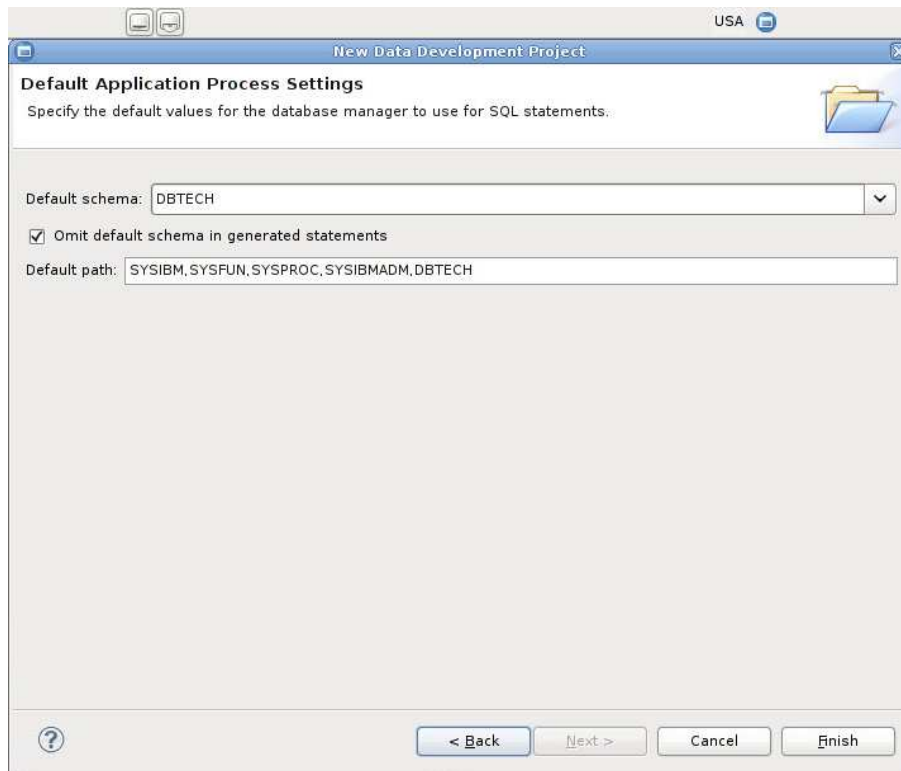 USA
New Data Development Project
Default Application Process Settings
Specify the default values for the database manager to use for SQL statements.
Default schema: DBTECH
Omit default schema in generated statements
Default path: SYSIBM,SYSFUN,SYSPROC,SYSIBMADM,DBTECH
? < Back Next > Cancel Finish